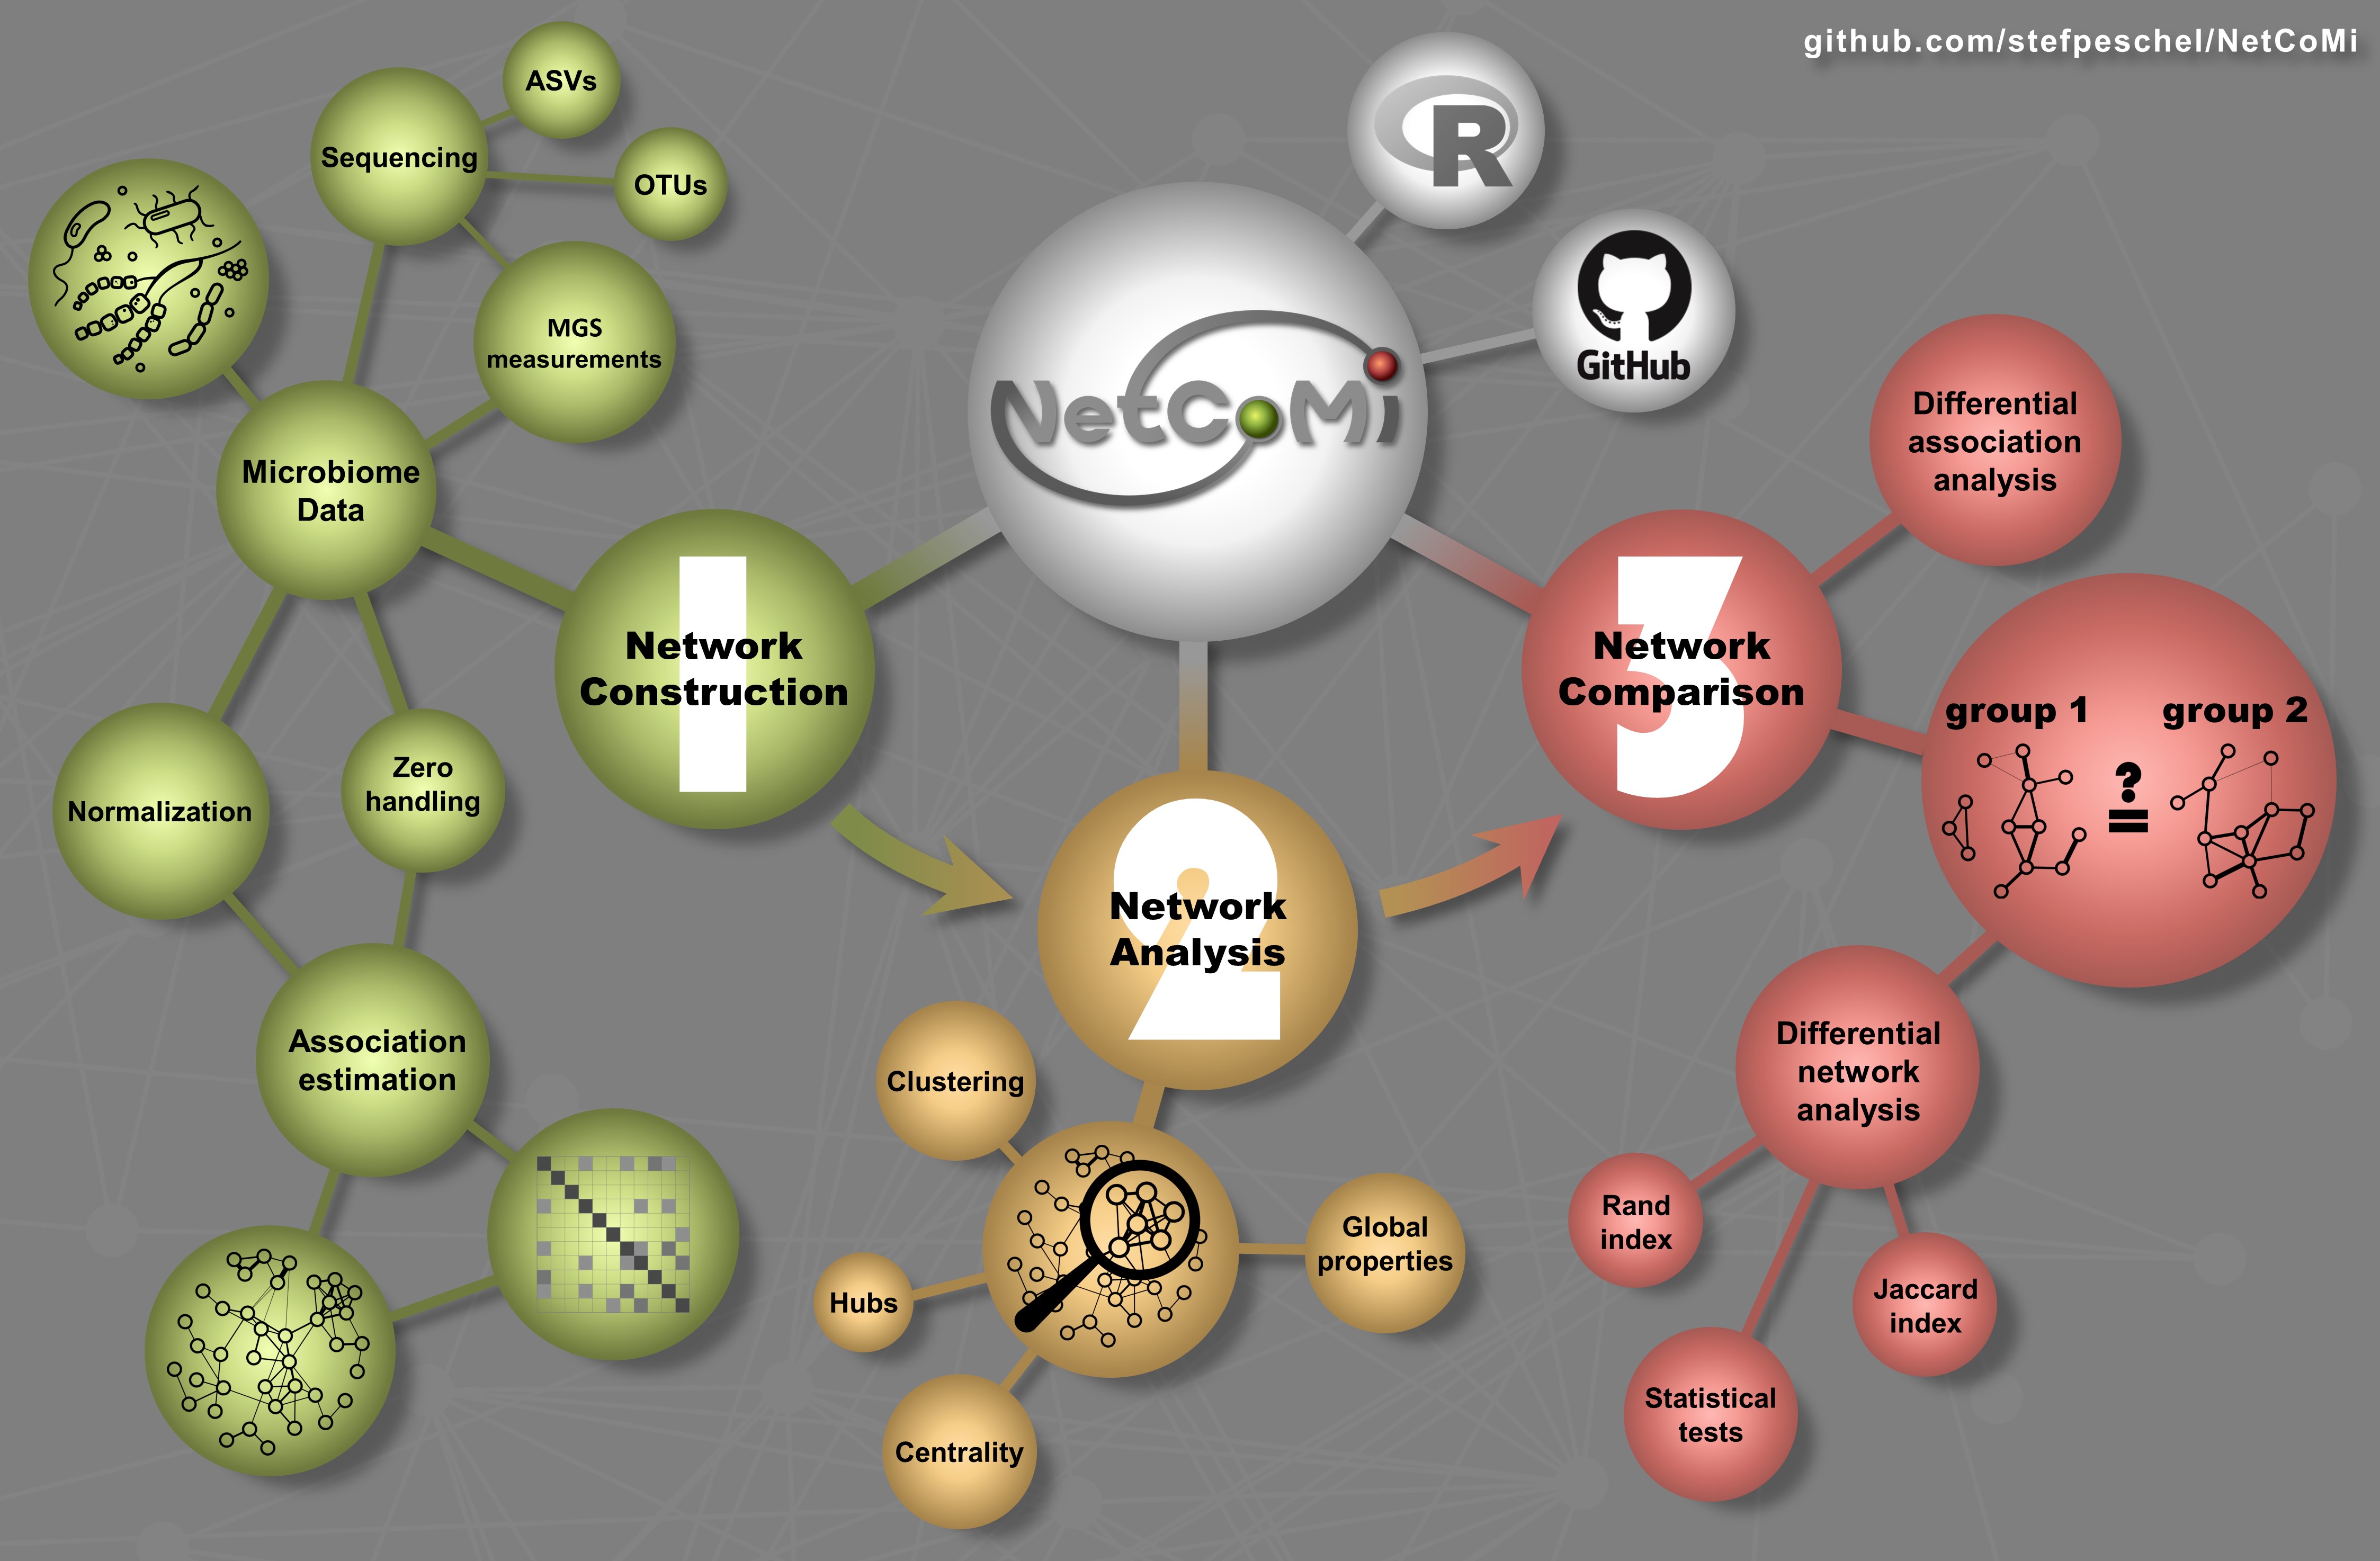 github.com/stefpeschel/NetCoMi
ASVs
Sequencing
OTUs
MGS
measurements
Microbiome
Data
Normalization
Zero
handling
Association
estimation
1
Network
Construction
NetCoMi
R
GitHub
2
Network
Analysis
Clustering
Hubs
Centrality
Global
properties
3
Network
Comparison
Differential
association
analysis
group 1
group 2
?
=
Differential
network
analysis
Rand
index
Jaccard
index
Statistical
tests